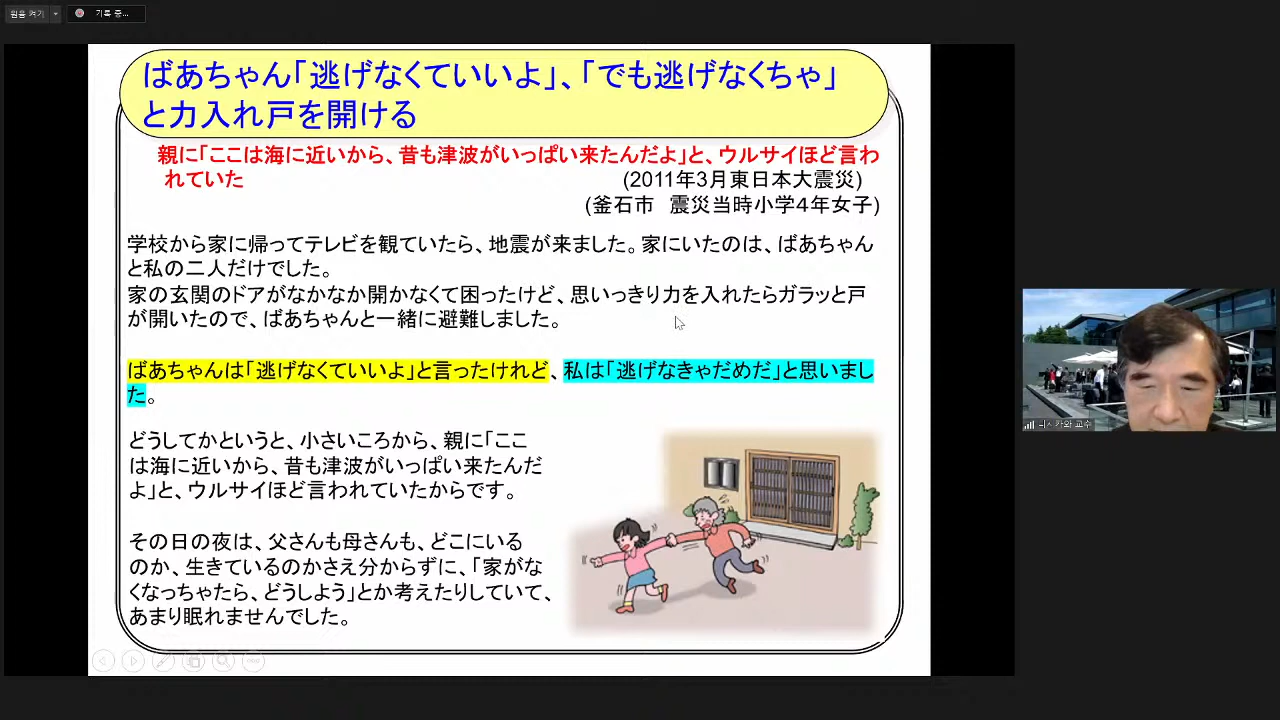 원음 켜기
기록 중...
ばあちゃん「逃げなくていいよ」、「でも逃げなくちゃ」
と力入れ戸を開ける
親に「ここは海に近いから、昔も津波がいっぱい来たんだよ」と、ウルサイほど言わ
れていた
(2011年3月東日本大震災)
(釜石市　震災当時小学４年女子)
学校から家に帰ってテレビを観ていたら、地震が来ました。家にいたのは、ばあちゃん
と私の二人だけでした。
家の玄関のドアがなかなか開かなくて困ったけど、思いっきり力を入れたらガラッと戸
が開いたので、ばあちゃんと一緒に避難しました。
ばあちゃんは「逃げなくていいよ」と言ったけれど、私は「逃げなきゃだめだ」と思いまし
た。
どうしてかというと、小さいころから、親に「ここ
は海に近いから、昔も津波がいっぱい来たんだ
よ」と、ウルサイほど言われていたからです。
その日の夜は、父さんも母さんも、どこにいる
のか、生きているのかさえ分からずに、「家がな
くなっちゃたら、どうしよう」とか考えたりしていて、
あまり眠れませんでした。
교수